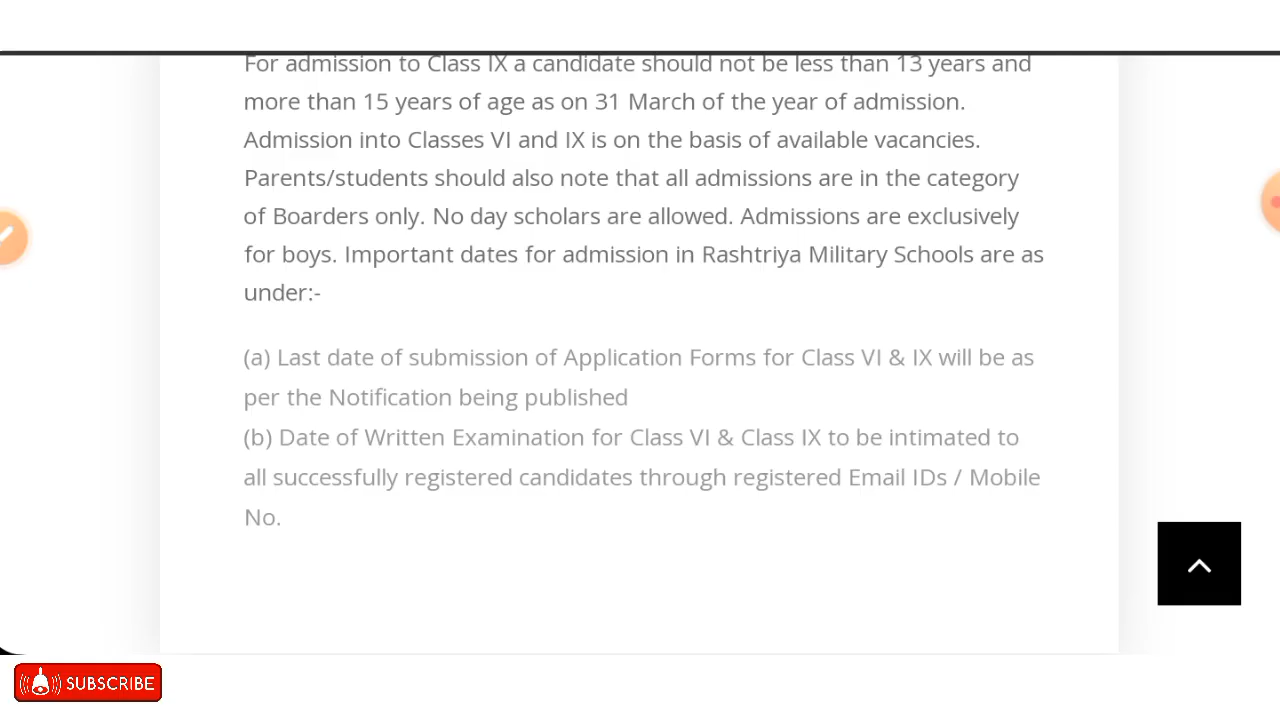 For admission to Class IX a candidate should not be less than 13 years and
more than 15 years of age as on 31 March of the year of admission.
Admission into Classes VI and IX is on the basis of available vacancies.
Parents/students should also note that all admissions are in the category
of Boarders only. No day scholars are allowed. Admissions are exclusively
for boys. Important dates for admission in Rashtriya Military Schools are as
under:-
(a) Last date of submission of Application Forms for Class VI & IX will be as
per the Notification being published
(b) Date of Written Examination for Class VI & Class IX to be intimated to
all successfully registered candidates through registered Email IDs / Mobile
No.
SUBSCRIBE